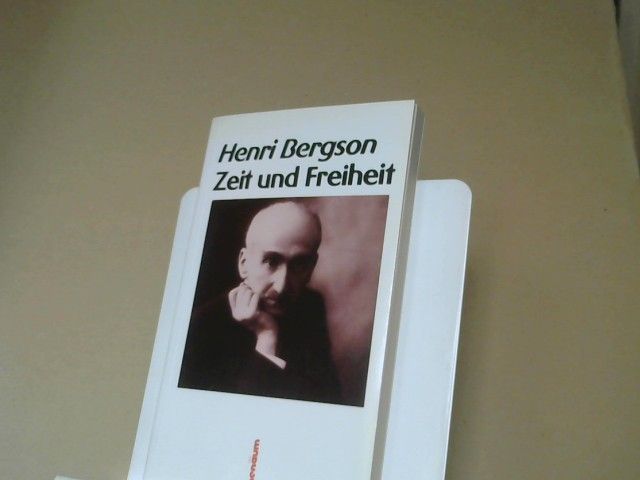 Henri Bergson
Zeit und Freiheit